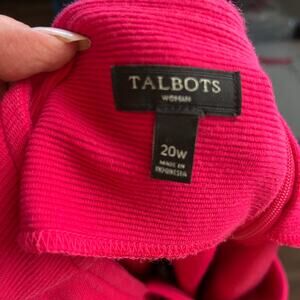 TALBOTS
WOMAN
20W
MADE IN
INDONESIA